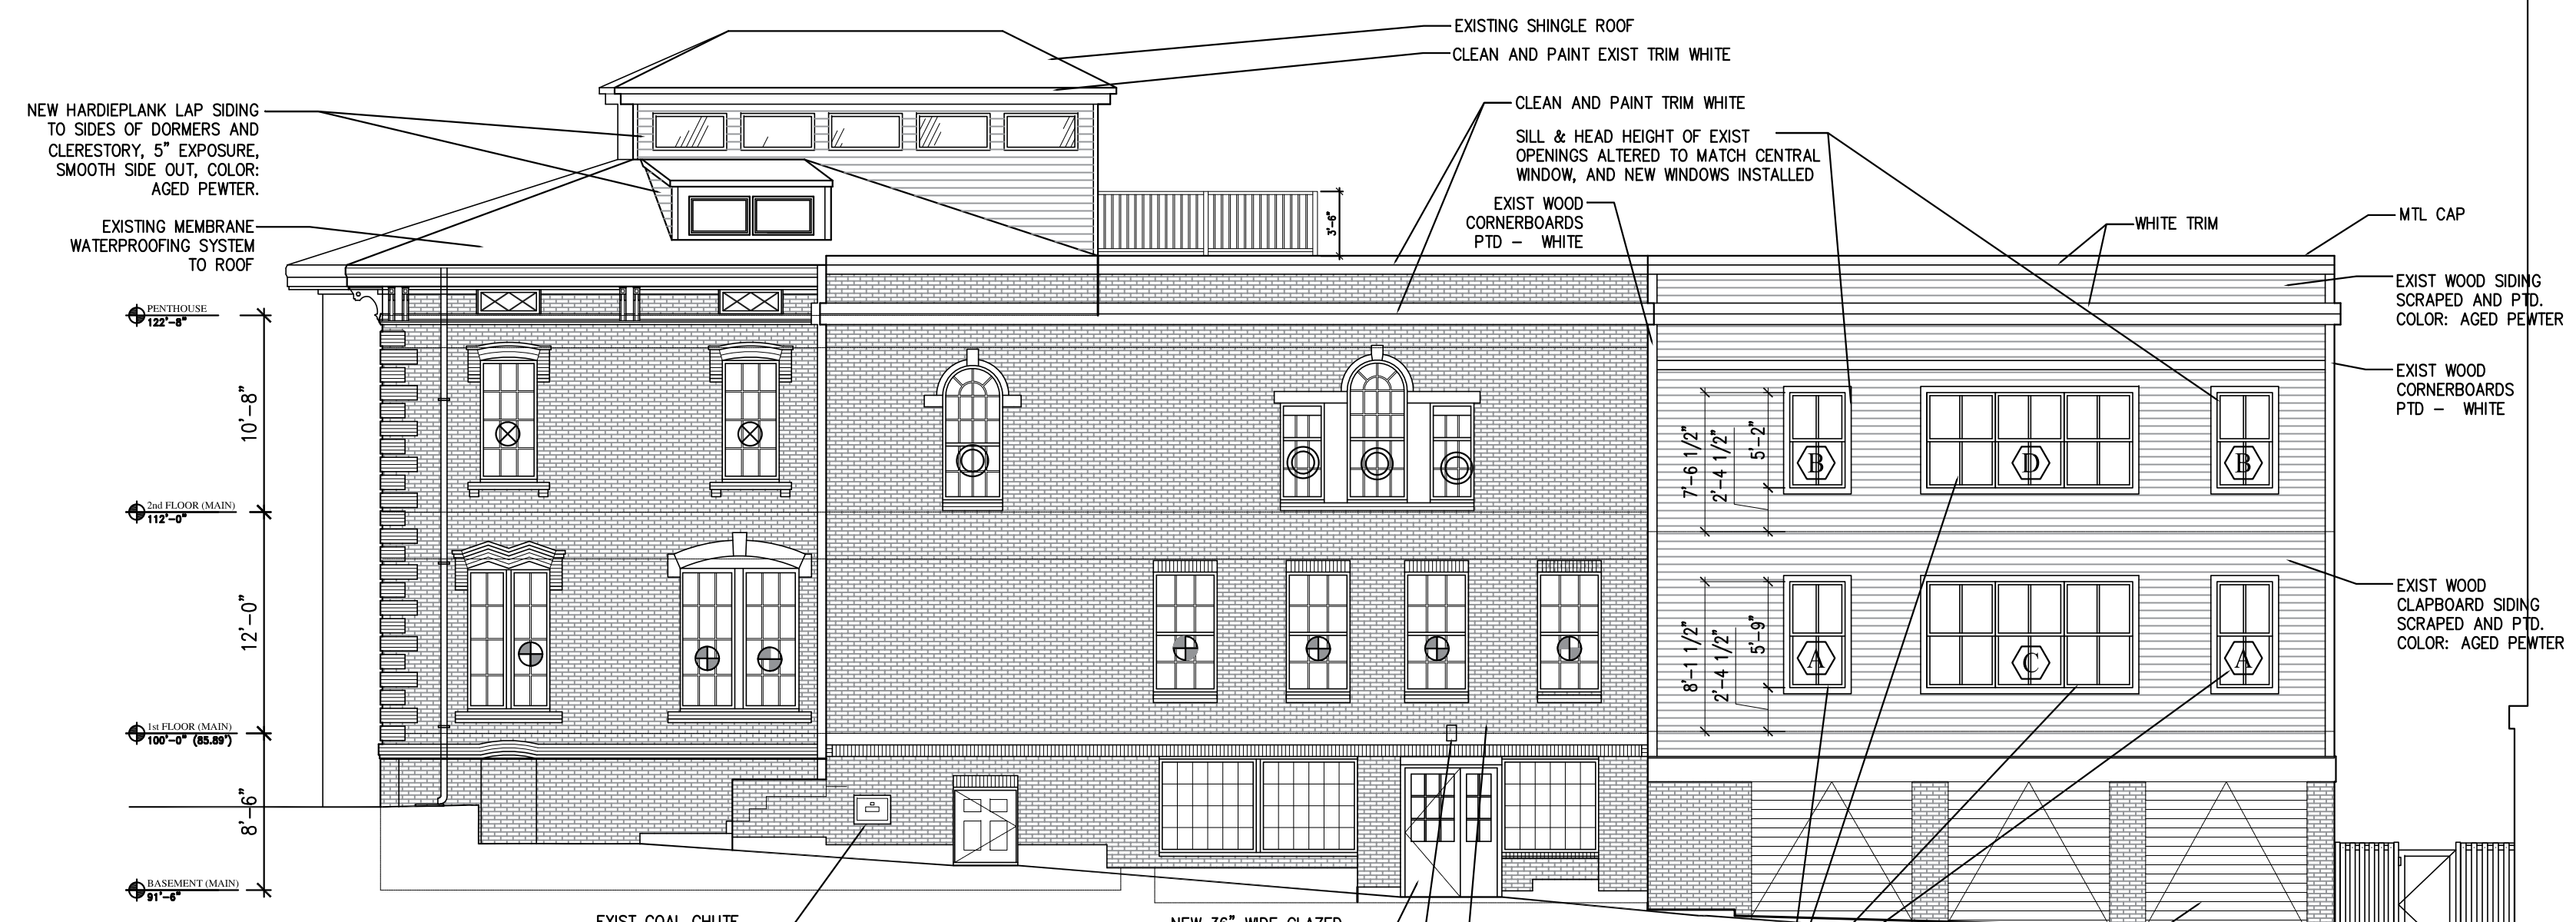 EXISTING SHINGLE ROOF
CLEAN AND PAINT EXIST TRIM WHITE
NEW HARDIEPLANK LAP SIDING
TO SIDES OF DORMERS AND
CLERESTORY, 5" EXPOSURE,
SMOOTH SIDE OUT, COLOR:
AGED PEWTER.
CLEAN AND PAINT TRIM WHITE
SILL & HEAD HEIGHT OF EXIST
OPENINGS ALTERED TO MATCH CENTRAL
WINDOW, AND NEW WINDOWS INSTALLED
EXIST WOOD
CORNERBOARDS
PTD - WHITE
3'-6"
EXISTING MEMBRANE
WATERPROOFING SYSTEM
TO ROOF
WHITE TRIM
MTL CAP
EXIST WOOD SIDING
SCRAPED AND PTD.
COLOR: AGED PEWTER
PENTHOUSE
122'-8"
EXIST WOOD
CORNERBOARDS
PTD - WHITE
10'-8"
7'-6 1/2"
2'-4 1/2"
5'-2"
B
D
B
2nd FLOOR (MAIN)
112'-0"
EXIST WOOD
CLAPBOARD SIDING
SCRAPED AND PTD.
COLOR: AGED PEWTER
12'-0"
8'-1 1/2"
2'-4 1/2"
5'-9"
A
C
A
1st FLOOR (MAIN)
100'-0" (85.89')
8'-6"
BASEMENT (MAIN)
91'-6"
EXIST COAL CHUTE
NEW 36" WIDE GLAZED